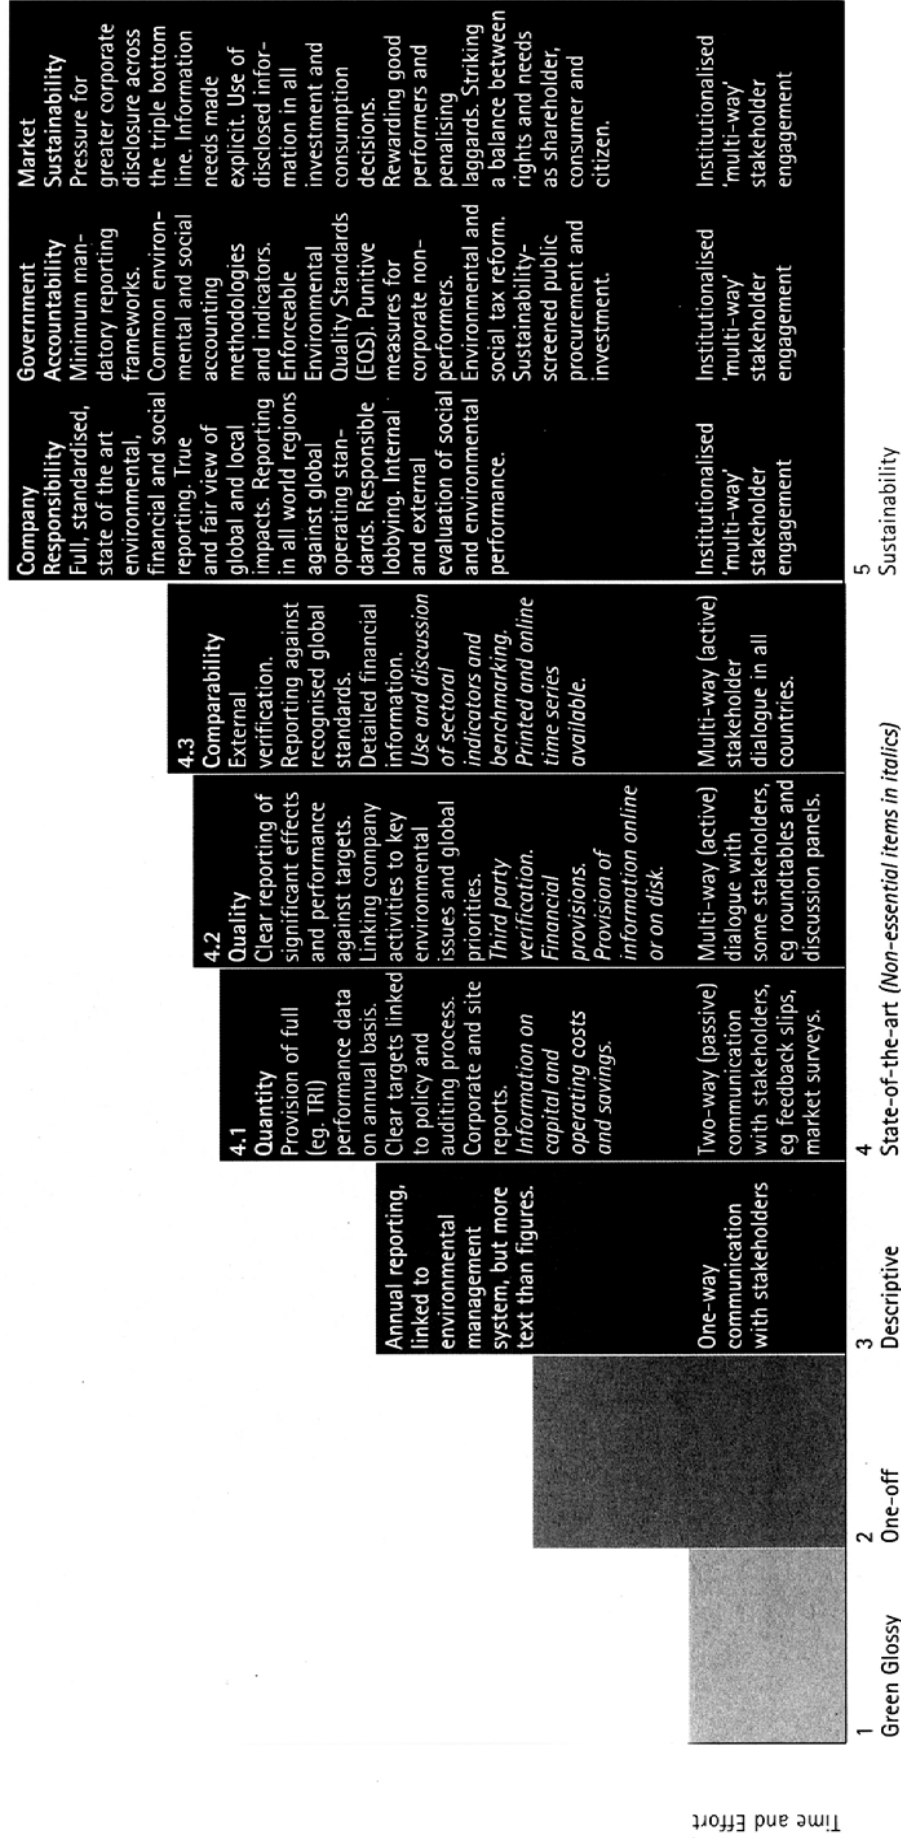 Time and Effort
1
Green Glossy
2
One-off
Annual reporting,
linked to
environmental
management
system, but more
text than figures.
One-way
communication
with stakeholders
3
Descriptive
4.1
Quantity
Provision of full
(eg. TRI)
performance data
on annual basis.
Clear targets linked
to policy and
auditing process.
Corporate and site
reports.
Information on
capital and
operating costs
and savings.
Two-way (passive)
communication
with stakeholders,
eg feedback slips,
market surveys.
4.2
Quality
Clear reporting of
significant effects
and performance
against targets.
Linking company
activities to key
environmental
issues and global
priorities.
Third party
verification.
Financial
provisions.
Provision of
information online
or on disk.
Multi-way (active)
dialogue with
some stakeholders,
eg roundtables and
discussion panels.
4.3
Comparability
External
verification.
Reporting against
recognised global
standards.
Detailed financial
information.
Use and discussion
of sectoral
indicators and
benchmarking.
Printed and online
time series
available.
Multi-way (active)
stakeholder
dialogue in all
countries.
4
State-of-the-art (Non-essential items in italics)
Company
Responsibility
Full, standardised,
state of the art
environmental,
financial and social
reporting. True
and fair view of
global and local
impacts. Reporting
in all world regions
against global
operating stan-
dards. Responsible
lobbying. Internal
and external
evaluation of social
and environmental
performance.
Institutionalised
'multi-way'
stakeholder
engagement
Government
Accountability
Minimum man-
datory reporting
frameworks.
Common environ-
mental and social
accounting
methodologies
and indicators.
Enforceable
Environmental
Quality Standards
(EQS). Punitive
measures for
corporate non-
performers.
Environmental and
social tax reform.
Sustainability-
screened public
procurement and
investment.
Institutionalised
'multi-way'
stakeholder
engagement
Market
Sustainability
Pressure for
greater corporate
disclosure across
the triple bottom
line. Information
needs made
explicit. Use of
disclosed infor-
mation in all
investment and
consumption
decisions.
Rewarding good
performers and
penalising
laggards. Striking
a balance between
rights and needs
as shareholder,
consumer and
citizen.
Institutionalised
'multi-way'
stakeholder
engagement
5
Sustainability